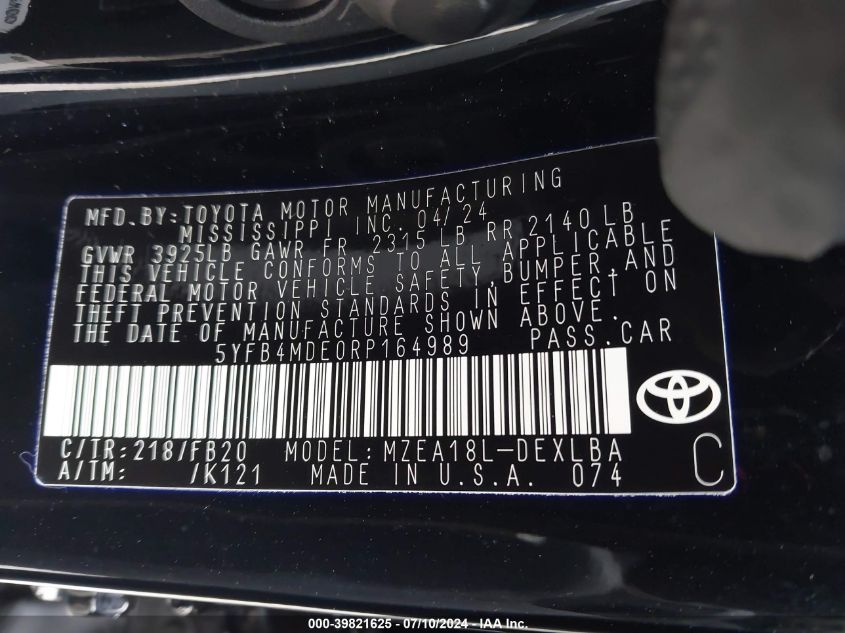 MFD.BY:TOYOTA MOTOR MANUFACTURING
MISSISSIPPI INC. 04/24
GVWR 3925LB GAWR FR 2315 LB RR 2140 LB
THIS VEHICLE CONFORMS TO ALL APPLICABLE
FEDERAL MOTOR VEHICLE SAFETY,BUMPER,AND
THEFT PREVENTION STANDARDS IN EFFECT ON
THE DATE OF MANUFACTURE SHOWN ABOVE.
5YFB4MDE0RP164989 PASS.CAR
C/TR:218/FB20 MODEL:MZEA18L-DEXLBA
A/TM: /K121 MADE IN U.S.A. 074
C
000-39821625 / 07/10/2024 - IAA Inc.